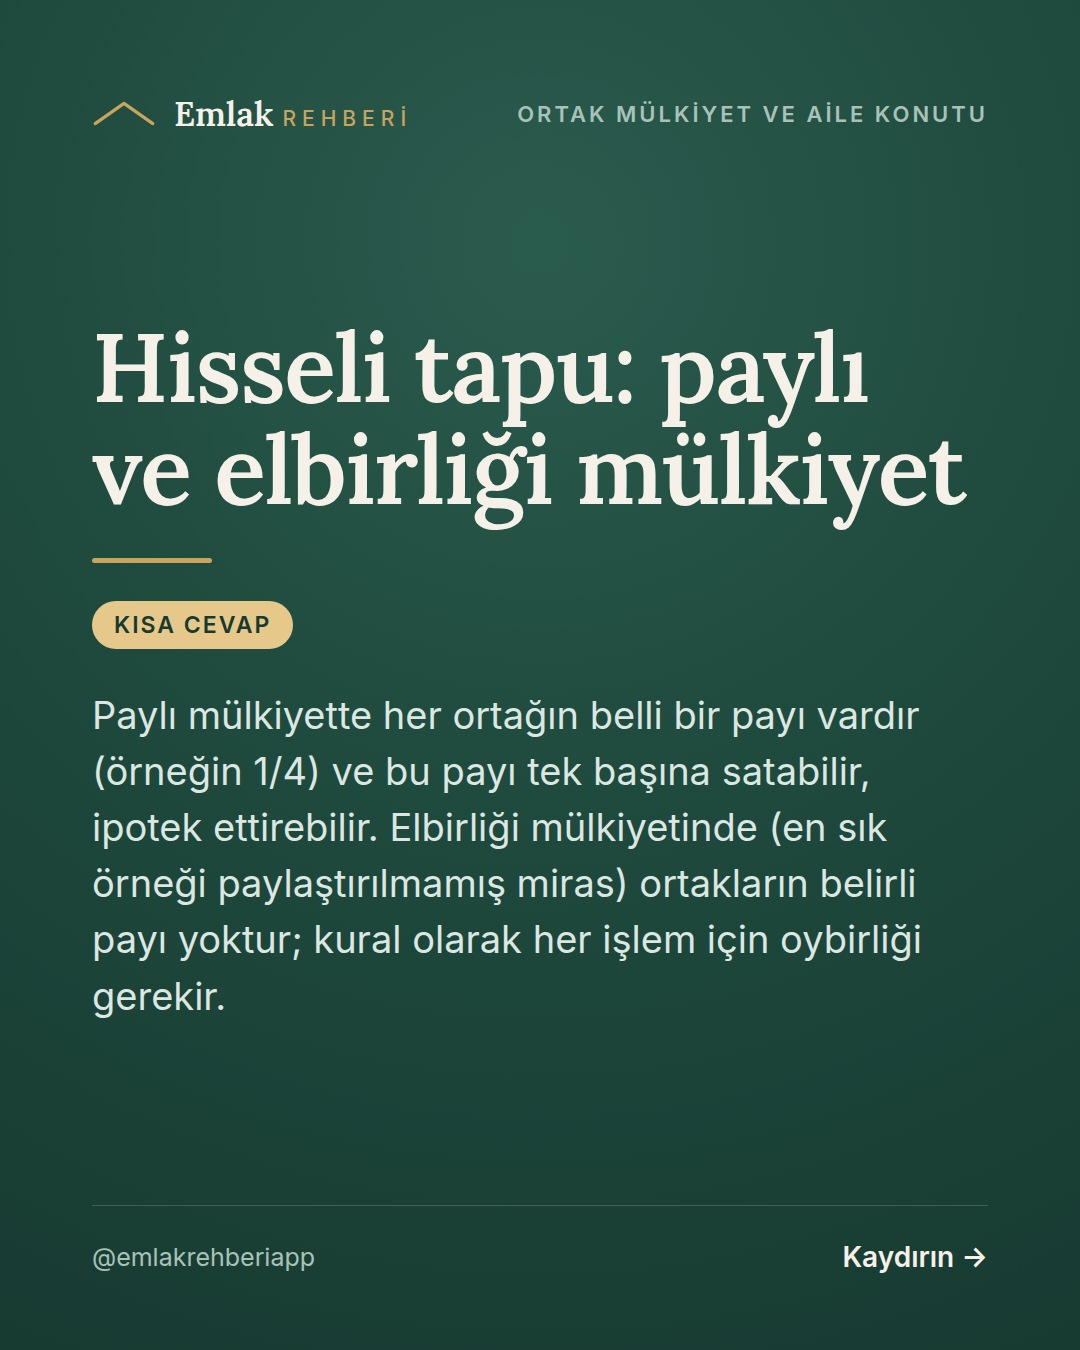 Emlak REHBERİ
ORTAK MÜLKİYET VE AİLE KONUTU
Hisseli tapu: paylı
ve elbirliği mülkiyet
KISA CEVAP
Paylı mülkiyette her ortağın belli bir payı vardır
(örneğin 1/4) ve bu payı tek başına satabilir,
ipotek ettirebilir. Elbirliği mülkiyetinde (en sık
örneği paylaştırılmamış miras) ortakların belirli
payı yoktur; kural olarak her işlem için oybirliği
gerekir.
@emlakrehberiapp
Kaydırın →